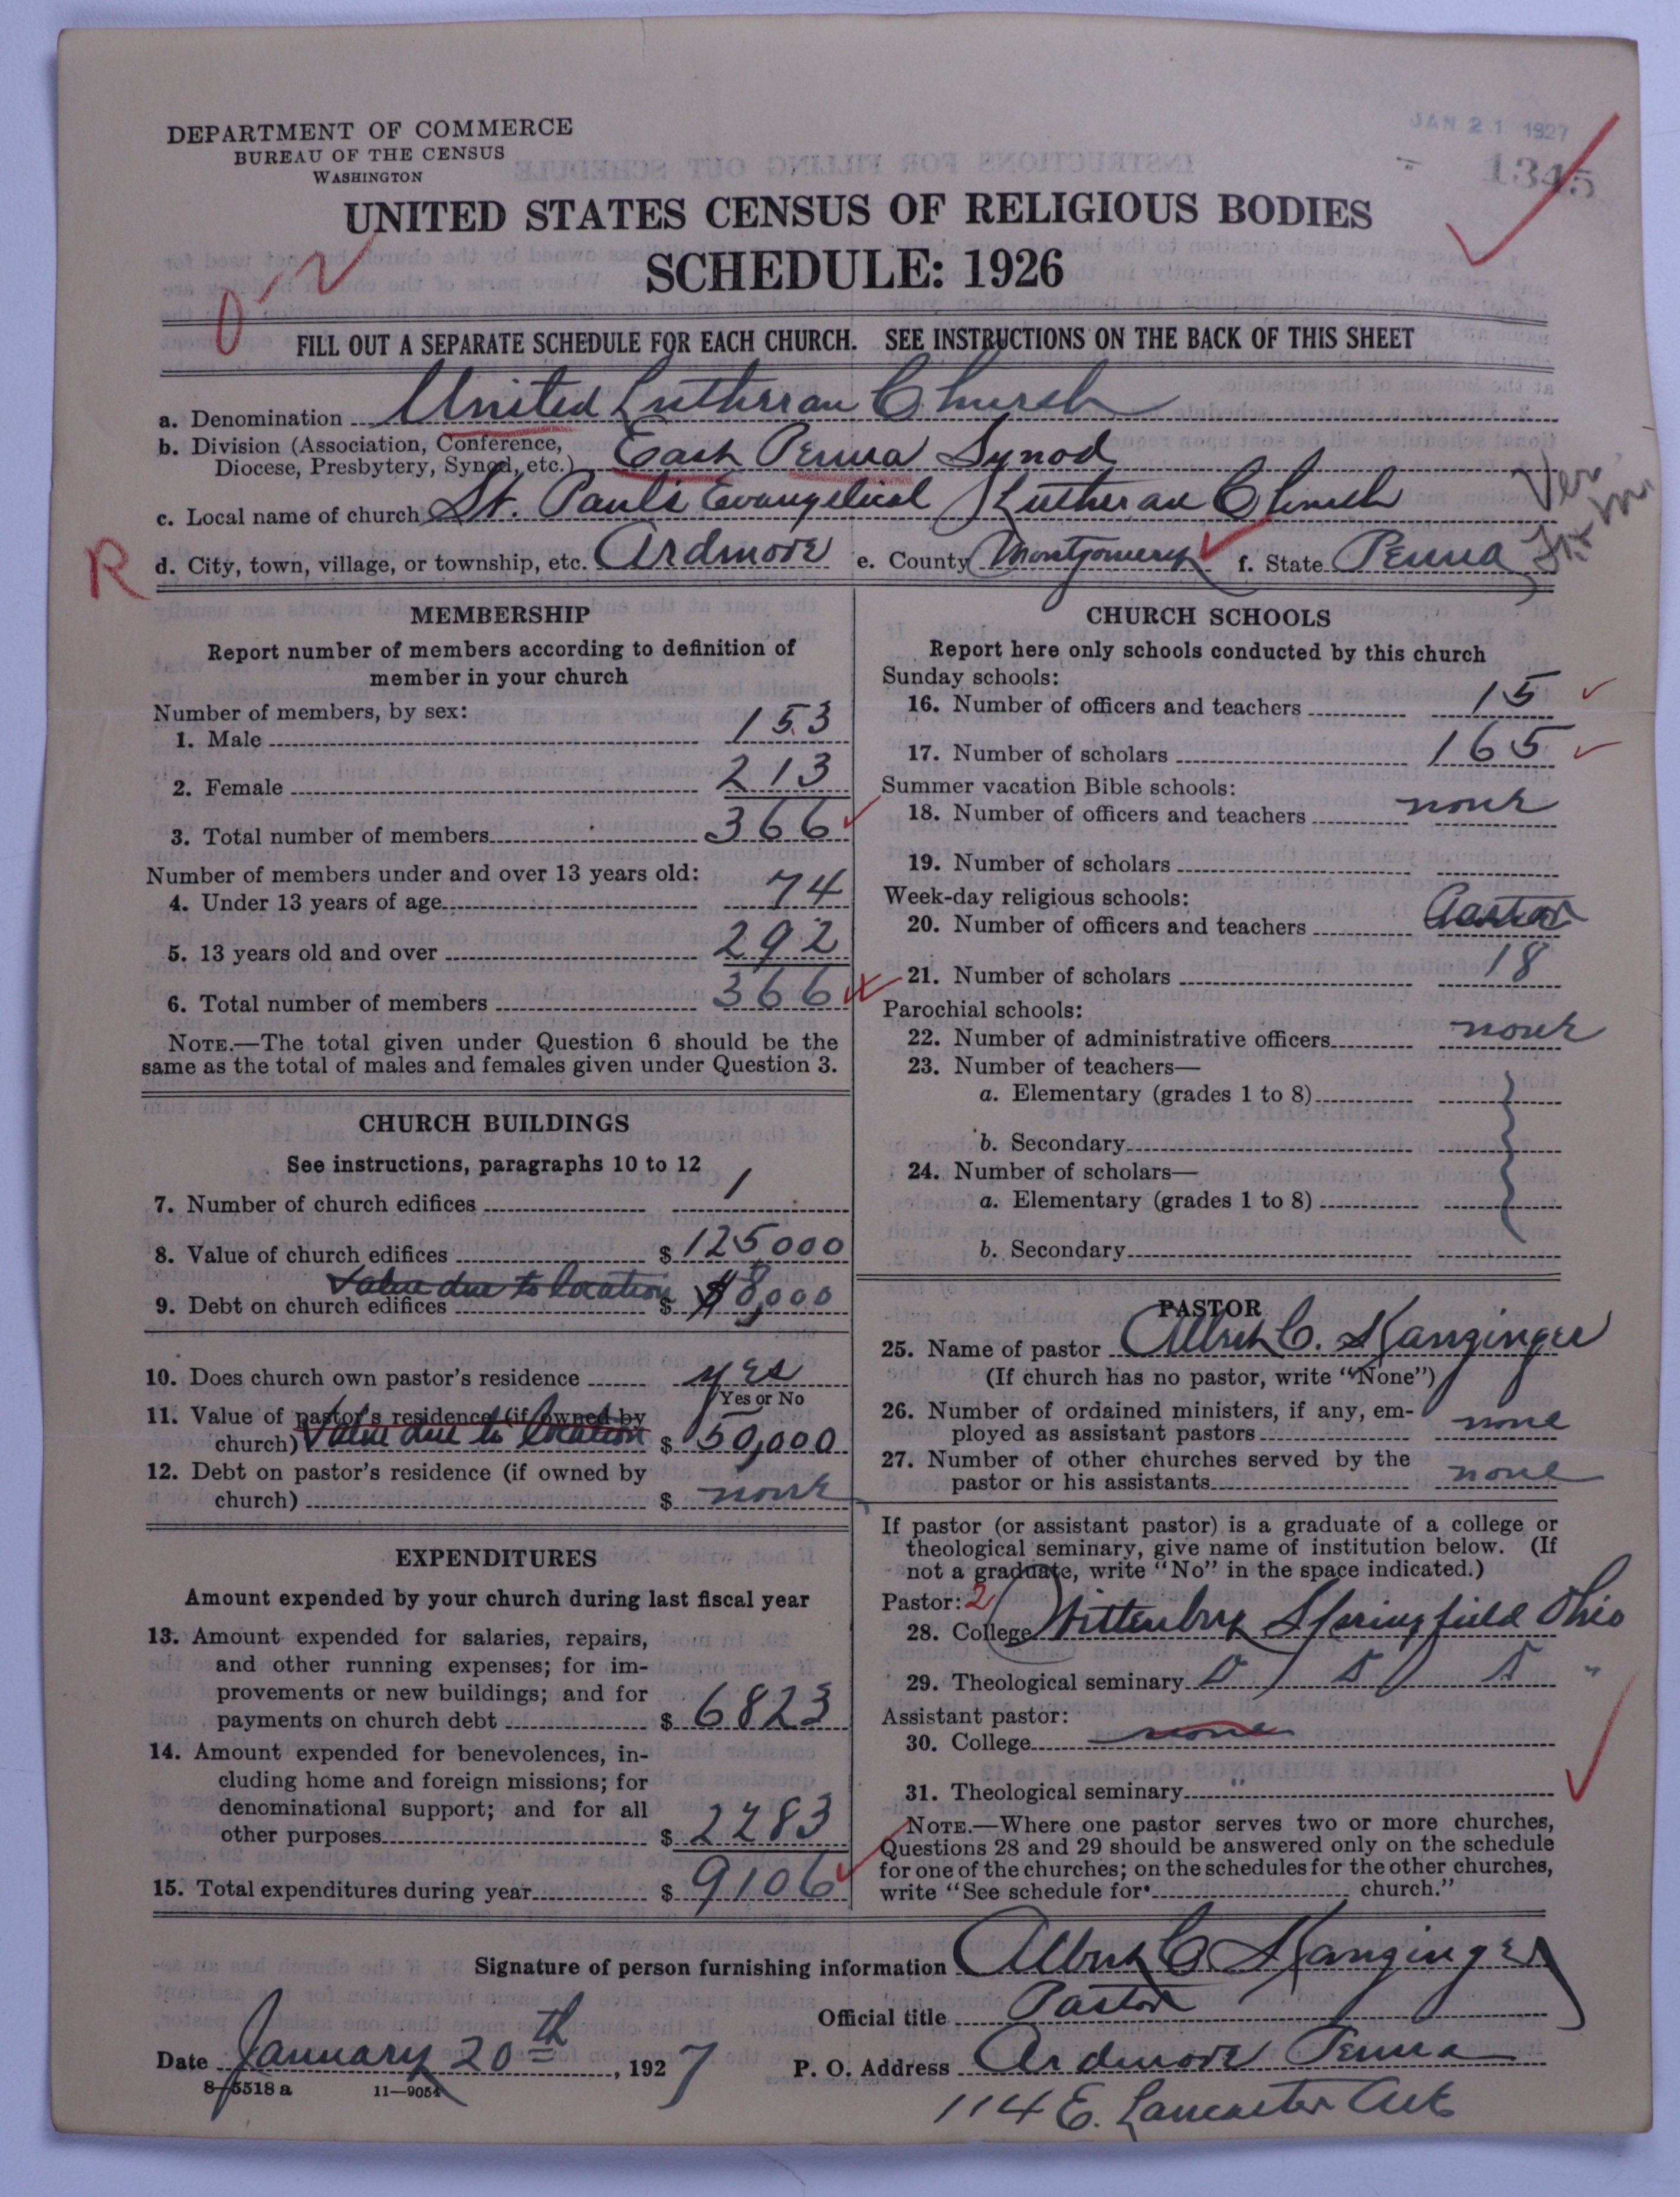 JAN 21 1927
1345
DEPARTMENT OF COMMERCE
BUREAU OF THE CENSUS
WASHINGTON
UNITED STATES CENSUS OF RELIGIOUS BODIES
SCHEDULE: 1926
FILL OUT A SEPARATE SCHEDULE FOR EACH CHURCH. SEE INSTRUCTIONS ON THE BACK OF THIS SHEET
a. Denomination United Lutheran Church
b. Division (Association, Conference,
Diocese, Presbytery, Synod, etc.) East Penna Synod
c. Local name of church St. Paul's Evangelical Lutheran Church
R
d. City, town, village, or township, etc. Ardmore e. County Montgomery f. State Penna
MEMBERSHIP
Report number of members according to definition of
member in your church
Number of members, by sex:
1. Male 153
2. Female 213
3. Total number of members 366
Number of members under and over 13 years old:
4. Under 13 years of age 74
5. 13 years old and over 292
6. Total number of members 366
NOTE.—The total given under Question 6 should be the
same as the total of males and females given under Question 3.
CHURCH BUILDINGS
See instructions, paragraphs 10 to 12
7. Number of church edifices 1
8. Value of church edifices $ 125000
Value due to location
9. Debt on church edifices $ $8,000
10. Does church own pastor's residence yes
Yes or No
11. Value of pastor's residence (if owned by
church) Value due to location $ 50,000
12. Debt on pastor's residence (if owned by
church) $ none
EXPENDITURES
Amount expended by your church during last fiscal year
13. Amount expended for salaries, repairs,
and other running expenses; for im-
provements or new buildings; and for
payments on church debt $ 6823
14. Amount expended for benevolences, in-
cluding home and foreign missions; for
denominational support; and for all
other purposes $ 2283
15. Total expenditures during year $ 9106
CHURCH SCHOOLS
Report here only schools conducted by this church
Sunday schools:
16. Number of officers and teachers 15
17. Number of scholars 165
Summer vacation Bible schools:
18. Number of officers and teachers none
19. Number of scholars
Week-day religious schools:
20. Number of officers and teachers Pastor
21. Number of scholars 18
Parochial schools:
22. Number of administrative officers none
23. Number of teachers—
a. Elementary (grades 1 to 8)
b. Secondary
24. Number of scholars—
a. Elementary (grades 1 to 8)
b. Secondary
PASTOR
25. Name of pastor Albert C. Kanzinger
(If church has no pastor, write "None")
26. Number of ordained ministers, if any, em-
ployed as assistant pastors none
27. Number of other churches served by the
pastor or his assistants none
If pastor (or assistant pastor) is a graduate of a college or
theological seminary, give name of institution below. (If
not a graduate, write "No" in the space indicated.)
Pastor: 2
28. College Wittenberg Springfield Ohio
29. Theological seminary
Assistant pastor:
30. College none
31. Theological seminary "
NOTE.—Where one pastor serves two or more churches,
Questions 28 and 29 should be answered only on the schedule
for one of the churches; on the schedules for the other churches,
write "See schedule for church."
Signature of person furnishing information Albert C Kanzinger
Official title Pastor
Date January 20th, 1927 P. O. Address Ardmore Penna
8-5518 a 11-9054
114 E. Lancaster Ave